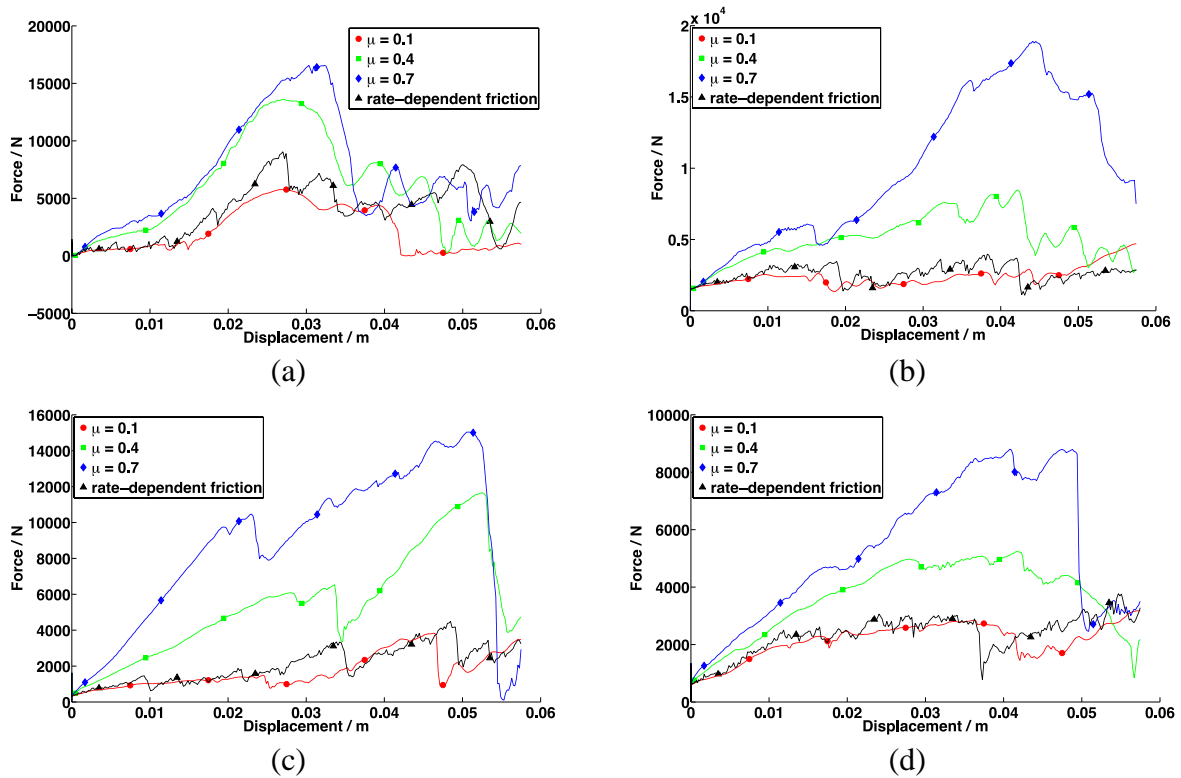 20000
15000
10000
5000
0
−5000
Force / N
μ = 0.1
μ = 0.4
μ = 0.7
rate−dependent friction
0 0.01 0.02 0.03 0.04 0.05 0.06
Displacement / m
(a)
x 10^4
2
1.5
1
0.5
0
Force / N
μ = 0.1
μ = 0.4
μ = 0.7
rate−dependent friction
0 0.01 0.02 0.03 0.04 0.05 0.06
Displacement / m
(b)
16000
14000
12000
10000
8000
6000
4000
2000
0
Force / N
μ = 0.1
μ = 0.4
μ = 0.7
rate−dependent friction
0 0.01 0.02 0.03 0.04 0.05 0.06
Displacement / m
(c)
10000
8000
6000
4000
2000
0
Force / N
μ = 0.1
μ = 0.4
μ = 0.7
rate−dependent friction
0 0.01 0.02 0.03 0.04 0.05 0.06
Displacement / m
(d)